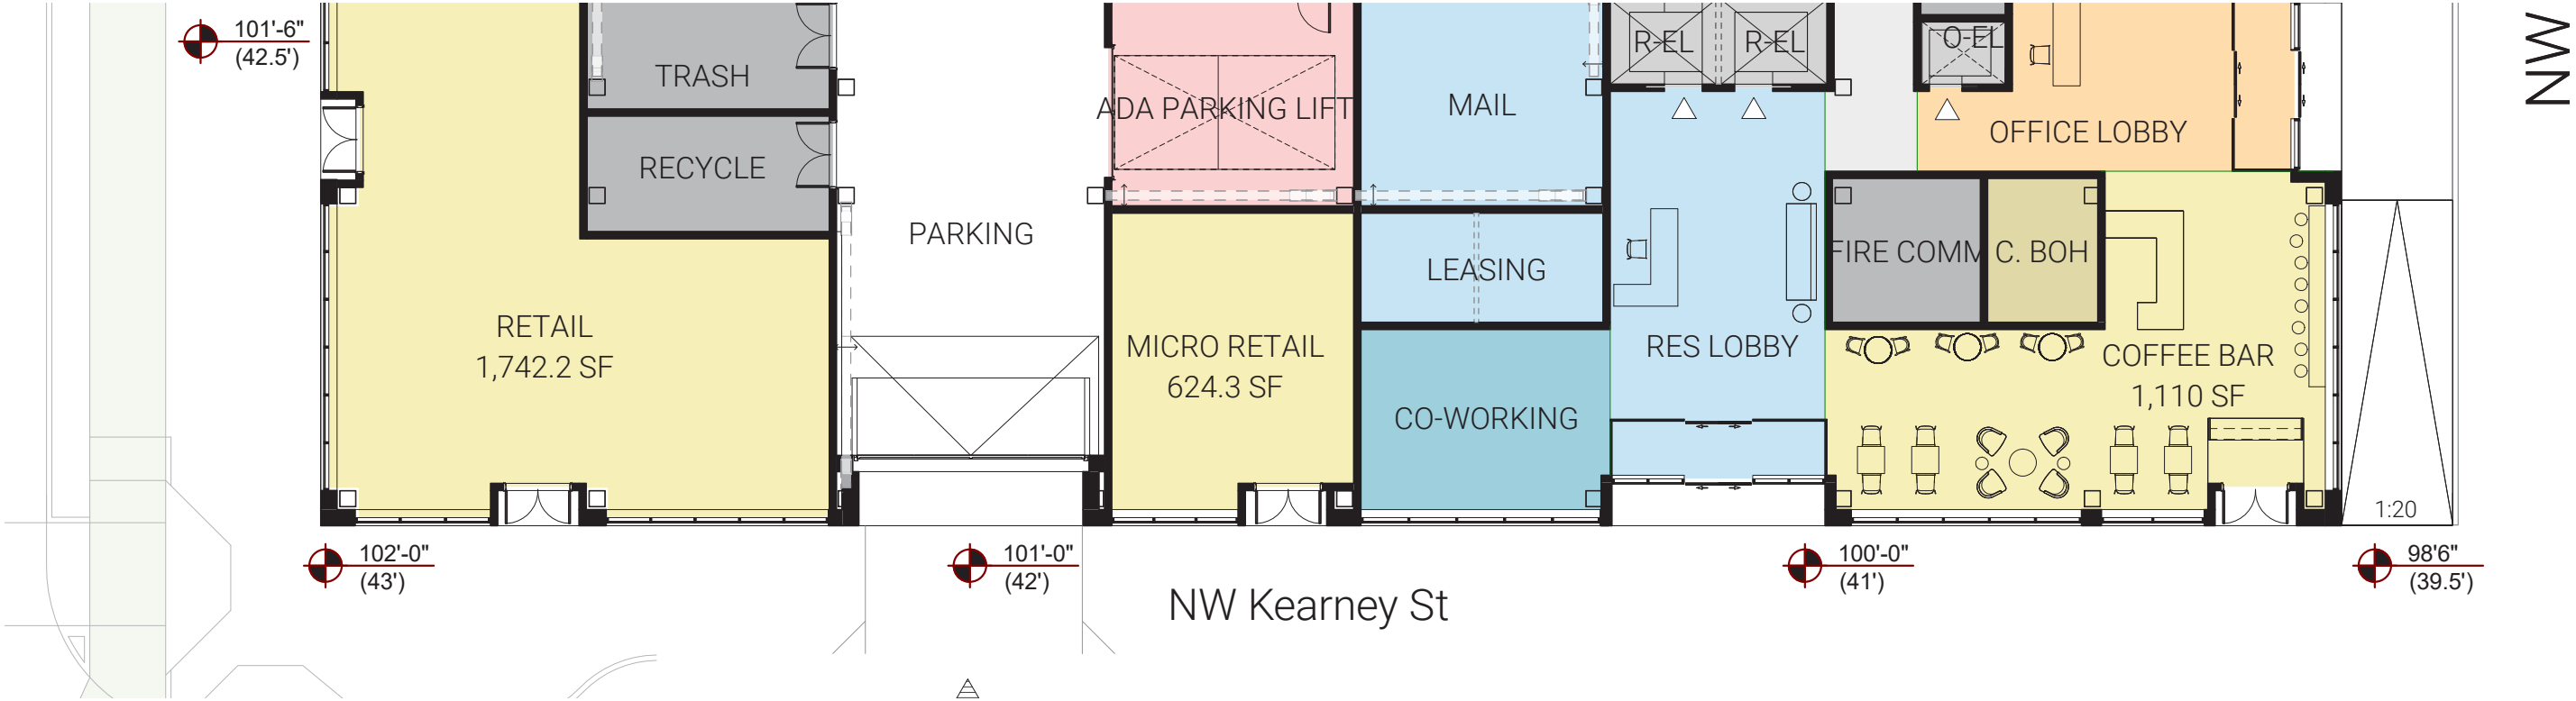 101'-6"
(42.5')
TRASH
RECYCLE
ADA PARKING LIFT
MAIL
R-EL
R-EL
O-EL
OFFICE LOBBY
NW
PARKING
LEASING
FIRE COMM
C. BOH
RETAIL
1,742.2 SF
MICRO RETAIL
624.3 SF
RES LOBBY
COFFEE BAR
1,110 SF
CO-WORKING
1:20
102'-0"
(43')
101'-0"
(42')
100'-0"
(41')
98'6"
(39.5')
NW Kearney St